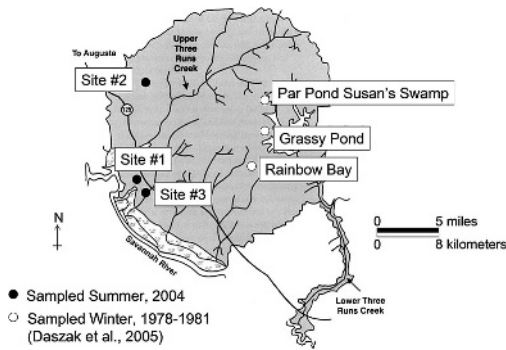 To Augusta
Upper
Three
Runs
Creek
Site #2
Par Pond Susan's Swamp
125
Grassy Pond
Site #1
Rainbow Bay
Site #3
N
0 5 miles
0 8 kilometers
Savannah River
Sampled Summer, 2004
Lower Three
Runs Creek
Sampled Winter, 1978-1981
(Daszak et al., 2005)